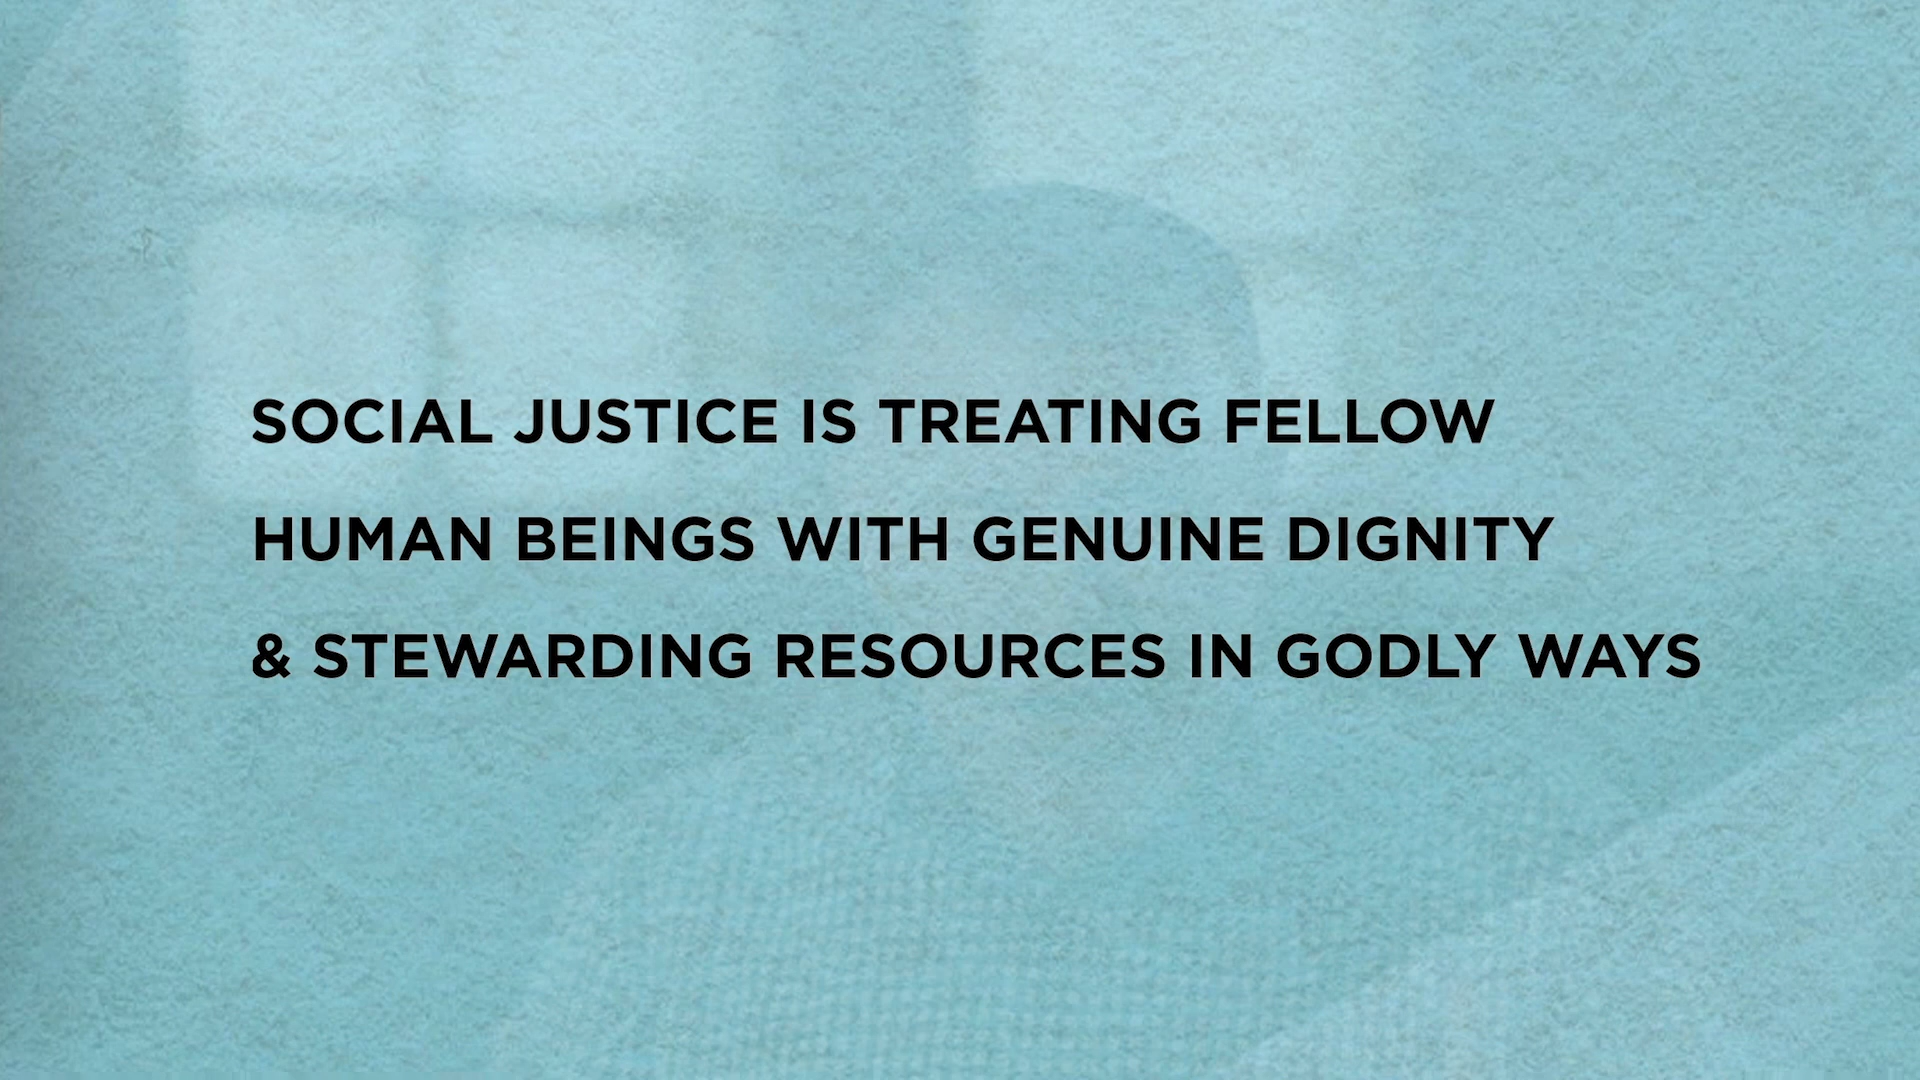 SOCIAL JUSTICE IS TREATING FELLOW
HUMAN BEINGS WITH GENUINE DIGNITY
& STEWARDING RESOURCES IN GODLY WAYS